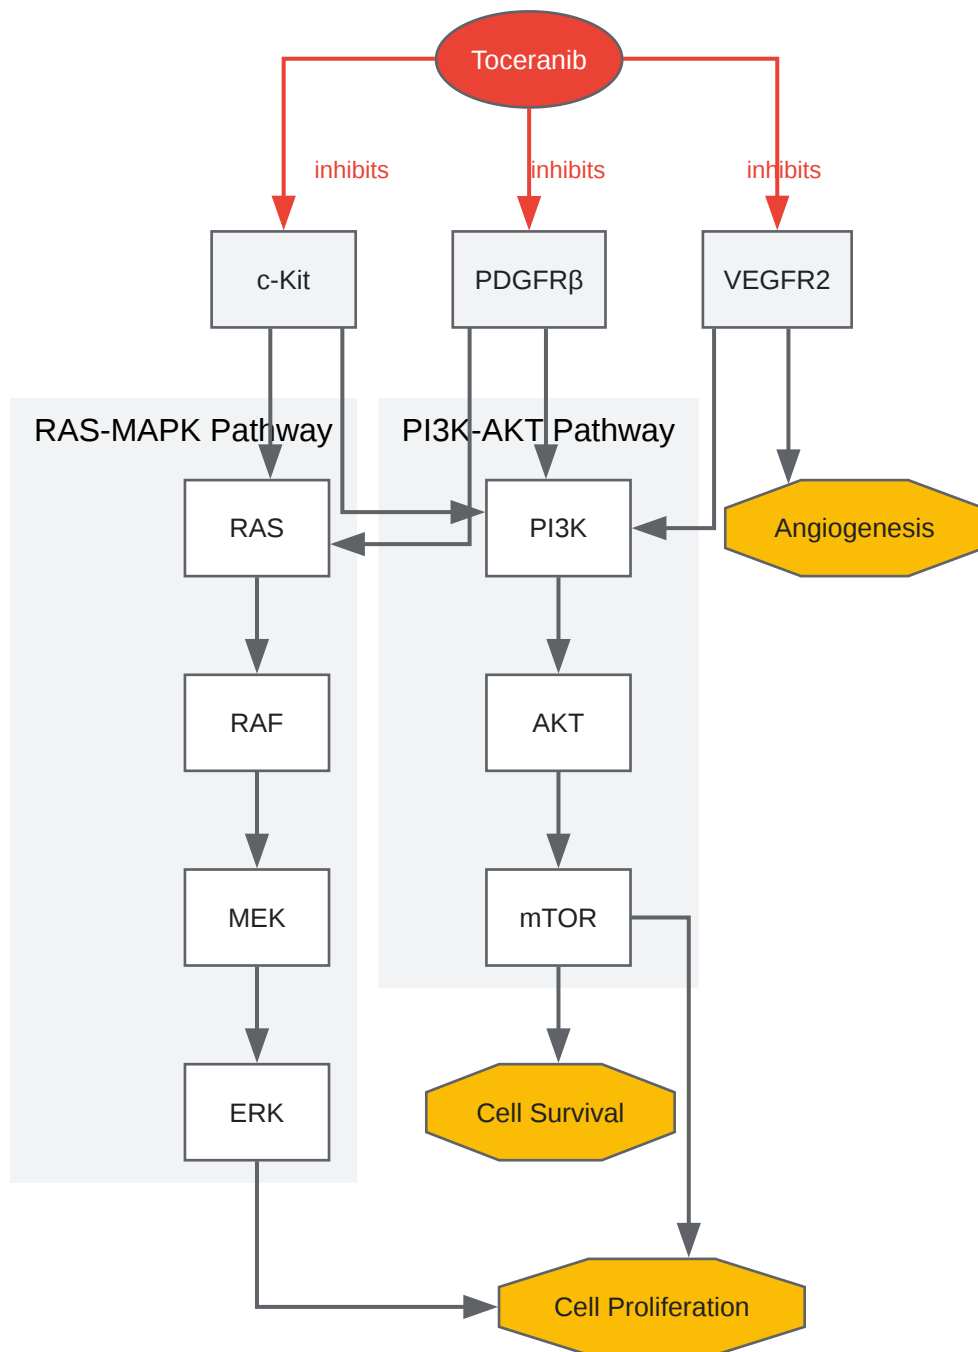 Toceranib
inhibits
inhibits
inhibits
c-Kit
PDGFRβ
VEGFR2
RAS-MAPK Pathway
PI3K-AKT Pathway
RAS
PI3K
Angiogenesis
RAF
AKT
MEK
mTOR
ERK
Cell Survival
Cell Proliferation